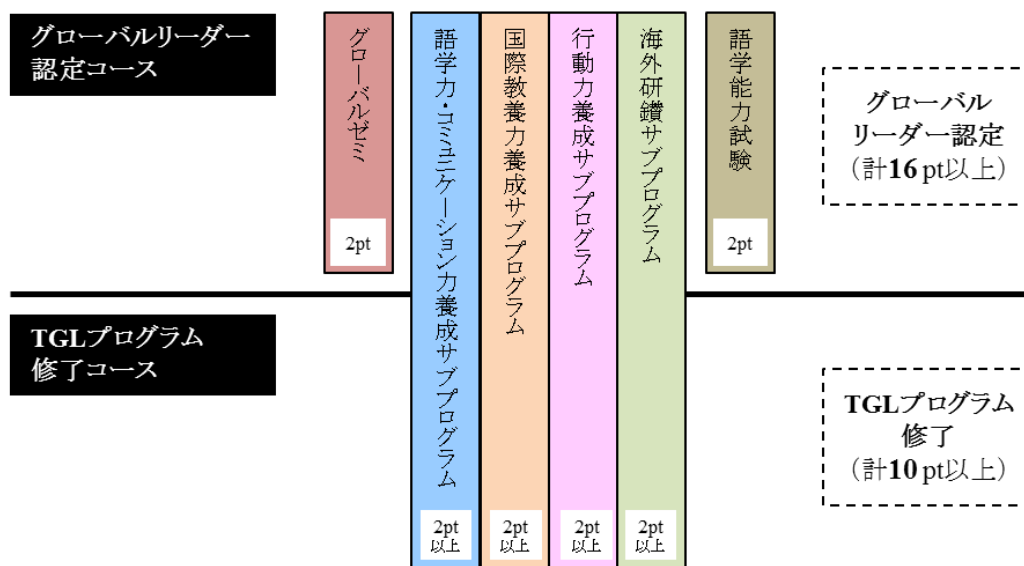 グローバルリーダー
認定コース
グローバルゼミ
2pt
語学力・コミュニケーション力養成サブプログラム
2pt
以上
国際教養力養成サブプログラム
2pt
以上
行動力養成サブプログラム
2pt
以上
海外研鑽サブプログラム
2pt
以上
語学能力試験
2pt
グローバル
リーダー認定
（計16 pt以上）
TGLプログラム
修了コース
TGLプログラム
修了
（計10 pt以上）